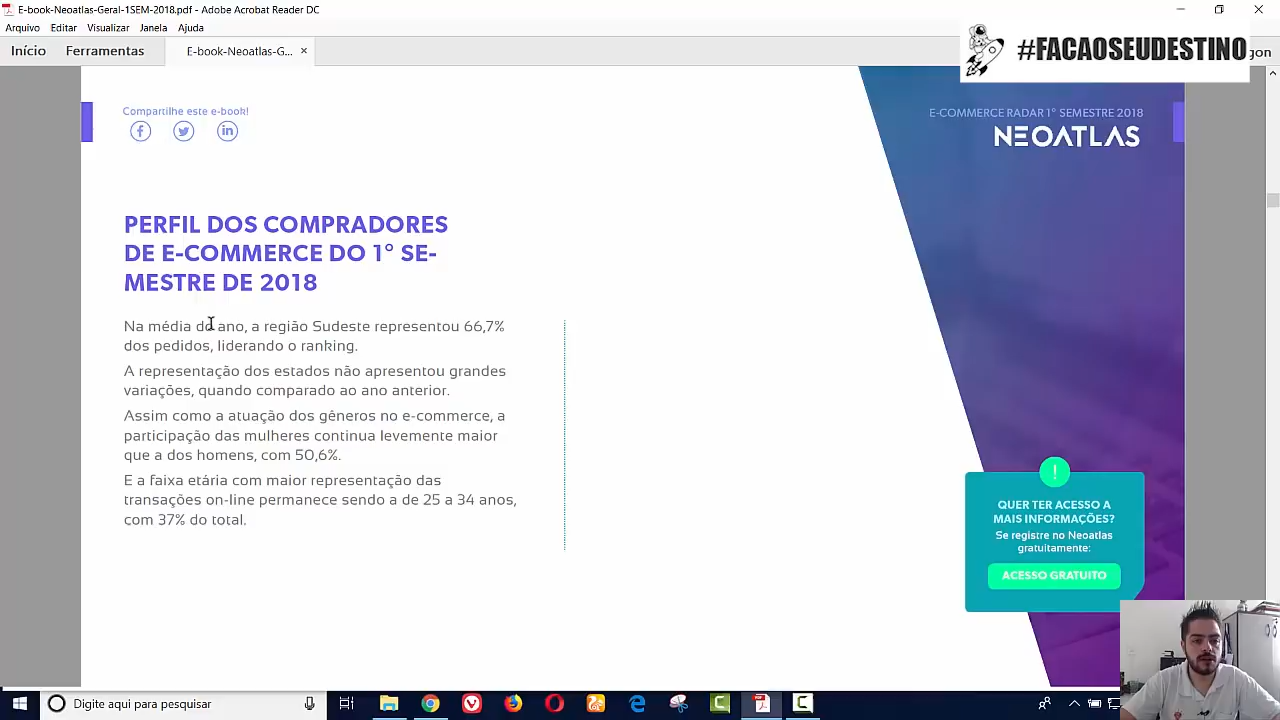 E-book-Neoatlas-Geral-1SEM-2018.pdf - Adobe Acrobat Reader DC
Arquivo Editar Visualizar Janela Ajuda
Início Ferramentas E-book-Neoatlas-G... ×
#FACAOSEUDESTINO
Compartilhe este e-book!
E-COMMERCE RADAR 1º SEMESTRE 2018
NEOATLAS
PERFIL DOS COMPRADORES
DE E-COMMERCE DO 1º SE-
MESTRE DE 2018
Na média do ano, a região Sudeste representou 66,7%
dos pedidos, liderando o ranking.
A representação dos estados não apresentou grandes
variações, quando comparado ao ano anterior.
Assim como a atuação dos gêneros no e-commerce, a
participação das mulheres continua levemente maior
que a dos homens, com 50,6%.
E a faixa etária com maior representação das
transações on-line permanece sendo a de 25 a 34 anos,
com 37% do total.
!
QUER TER ACESSO A
MAIS INFORMAÇÕES?
Se registre no Neoatlas
gratuitamente:
ACESSO GRATUITO
Digite aqui para pesquisar